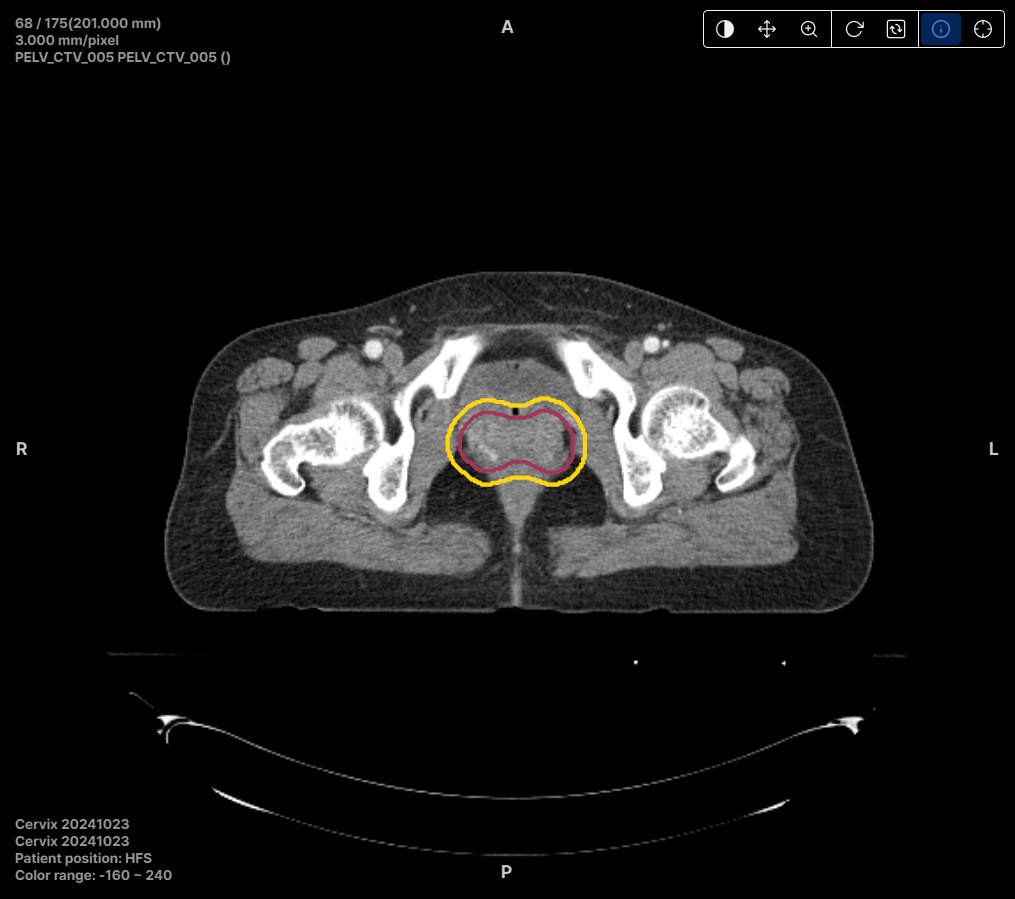 68 / 175(201.000 mm)
3.000 mm/pixel
PELV_CTV_005 PELV_CTV_005 ()
A
R
L
Cervix 20241023
Cervix 20241023
Patient position: HFS
Color range: -160 ~ 240
P